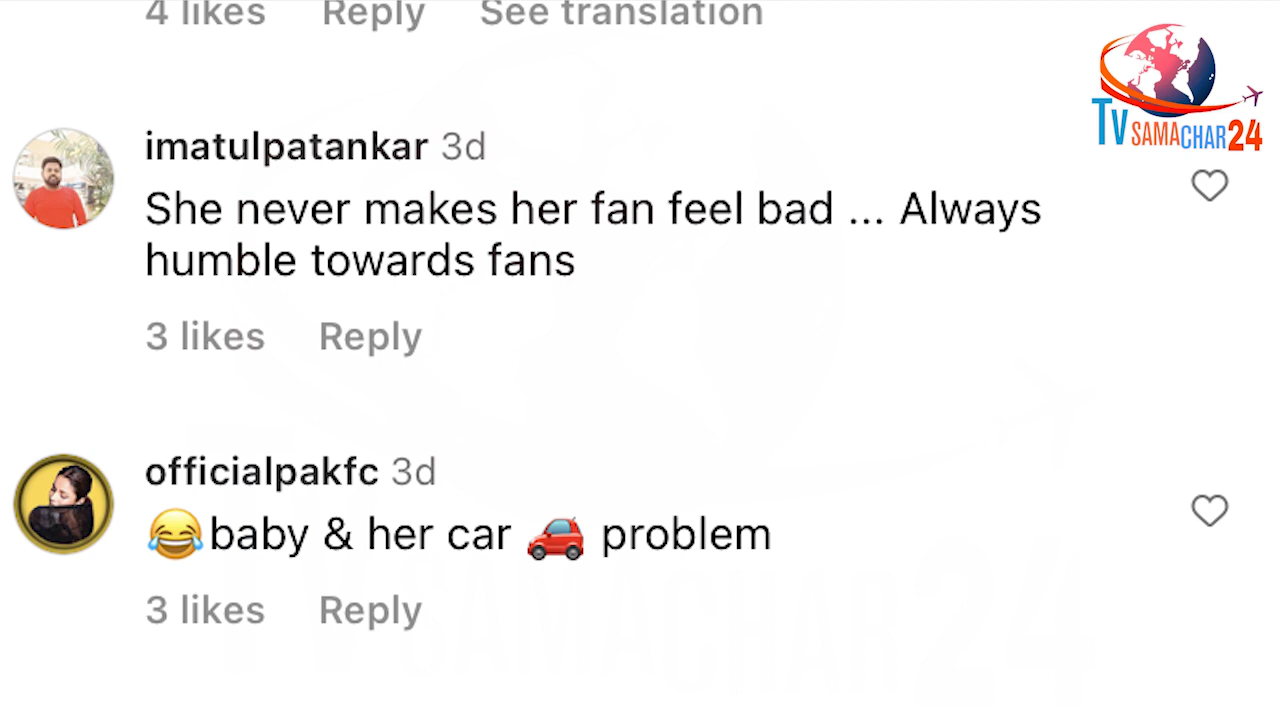 4 likes Reply See translation
imatulpatankar 3d
She never makes her fan feel bad ... Always
humble towards fans
3 likes Reply
officialpakfc 3d
😂baby & her car 🚗 problem
3 likes Reply
TV SAMACHAR24